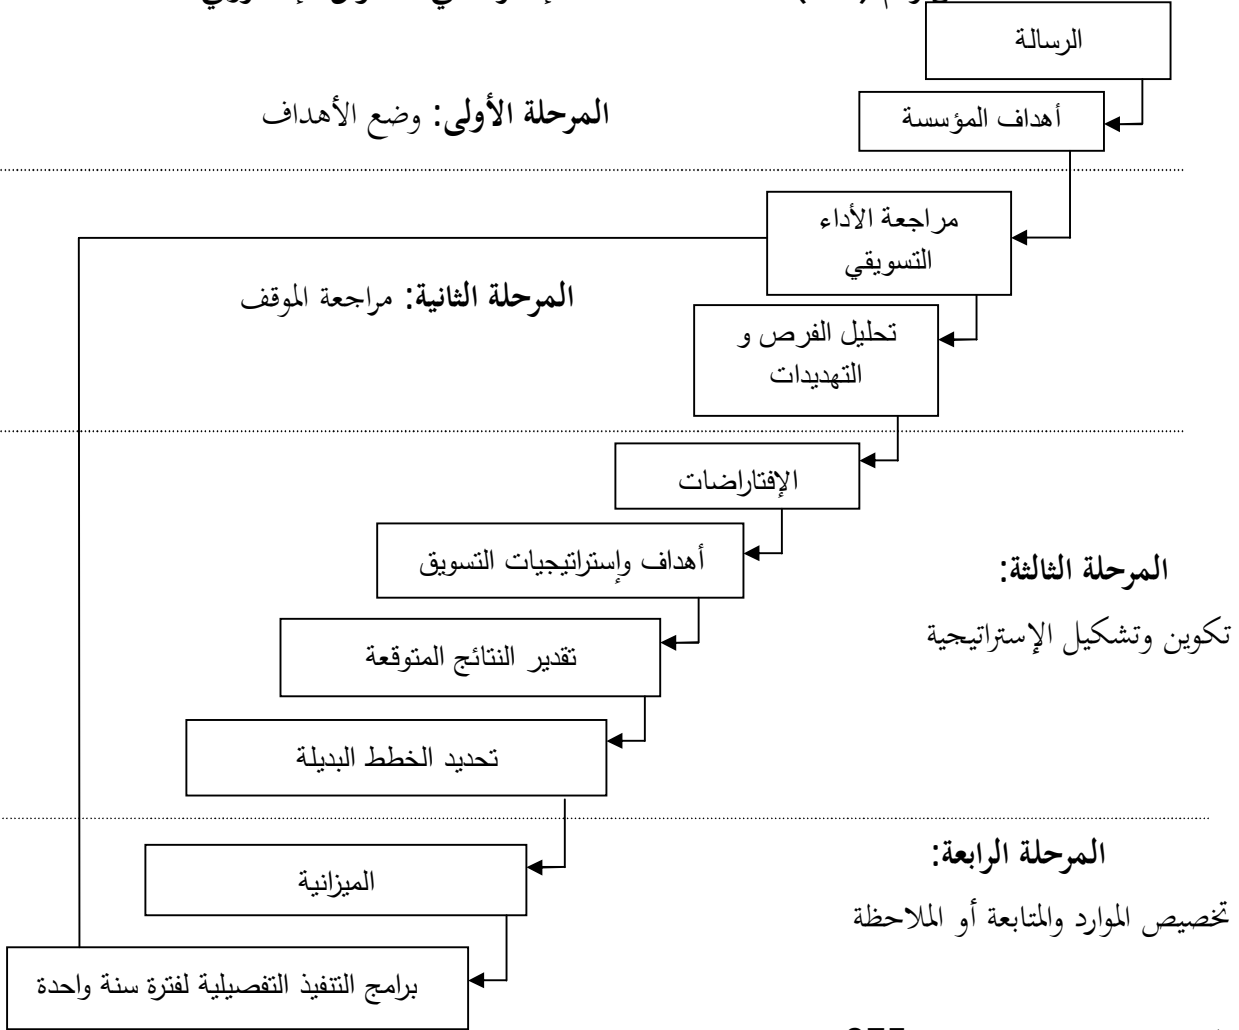 الرسالة
المرحلة الأولى: وضع الأهداف
أهداف المؤسسة
مراجعة الأداء
التسويقي
المرحلة الثانية: مراجعة الموقف
تحليل الفرص و
التهديدات
الإفتاراضات
أهداف وإستراتيجيات التسويق
المرحلة الثالثة:
تكوين وتشكيل الإستراتيجية
تقدير النتائج المتوقعة
تحديد الخطط البديلة
المرحلة الرابعة:
الميزانية
تخصيص الموارد والمتابعة أو الملاحظة
برامج التنفيذ التفصيلية لفترة سنة واحدة